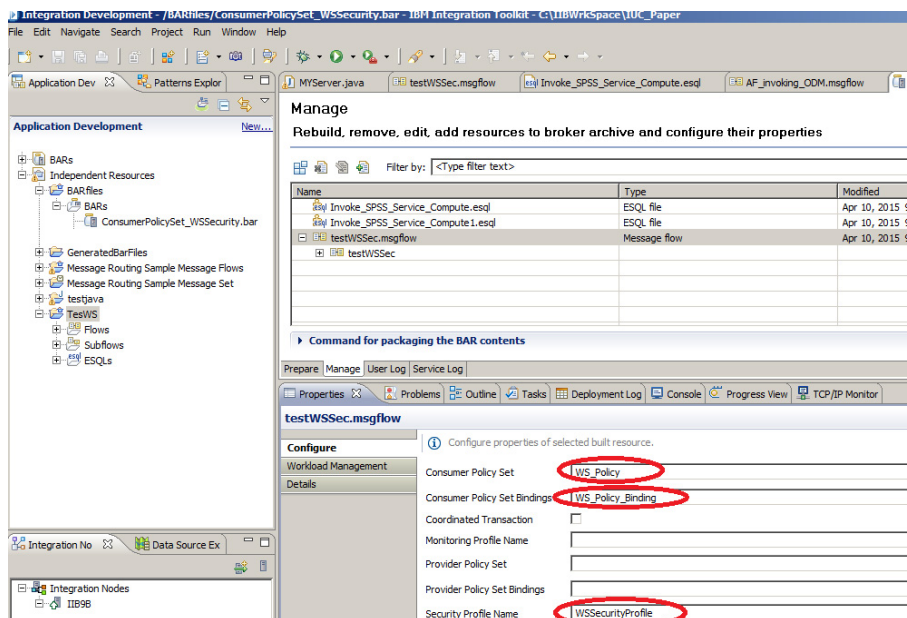 Integration Development - /BARfiles/ConsumerPolicySet_WSSecurity.bar - IBM Integration Toolkit - C:\IIBWrkSpace\IUC_Paper
File Edit Navigate Search Project Run Window Help
Application Dev Patterns Explor
MYServer.java testWSSec.msgflow Invoke_SPSS_Service_Compute.esql AF_invoking_ODM.msgflow
Application Development New...
BARs
Independent Resources
BARfiles
BARs
ConsumerPolicySet_WSSecurity.bar
GeneratedBarFiles
Message Routing Sample Message Flows
Message Routing Sample Message Set
testjava
TesWS
Flows
Subflows
ESQLs
Manage
Rebuild, remove, edit, add resources to broker archive and configure their properties
Filter by: <Type filter text>
Name Type Modified
Invoke_SPSS_Service_Compute.esql ESQL file Apr 10, 2015 9
Invoke_SPSS_Service_Compute1.esql ESQL file Apr 10, 2015 9
testWSSec.msgflow Message flow Apr 10, 2015 9
testWSSec
Command for packaging the BAR contents
Prepare Manage User Log Service Log
Properties Problems Outline Tasks Deployment Log Console Progress View TCP/IP Monitor
testWSSec.msgflow
Configure
Workload Management
Details
Configure properties of selected built resource.
Consumer Policy Set WS_Policy
Consumer Policy Set Bindings WS_Policy_Binding
Coordinated Transaction
Monitoring Profile Name
Provider Policy Set
Provider Policy Set Bindings
Security Profile Name WSSecurityProfile
Integration No Data Source Ex
Integration Nodes
IIB9B